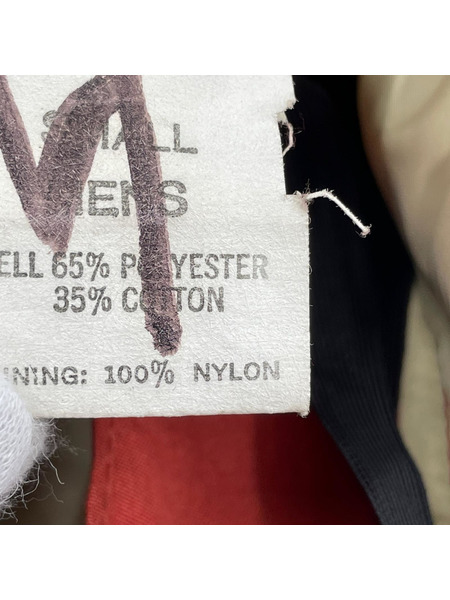 M
SMALL
MENS
ELL 65% POLYESTER
35% COTTON
INING: 100% NYLON